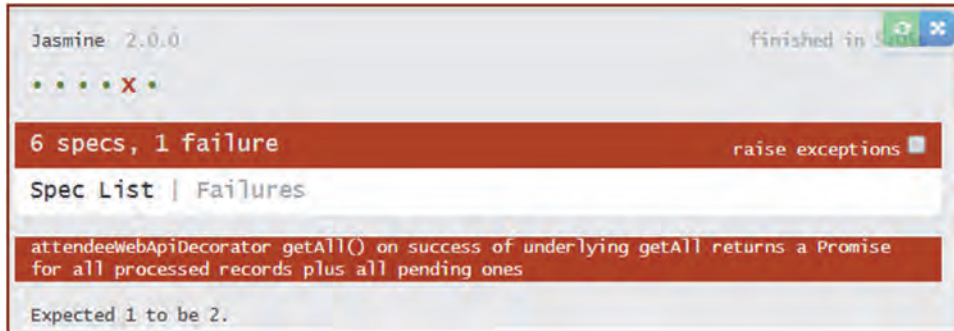 Jasmine 2.0.0
finished in
• • • • X •
6 specs, 1 failure
raise exceptions
Spec List | Failures
attendeeWebApiDecorator getAll() on success of underlying getAll returns a Promise
for all processed records plus all pending ones
Expected 1 to be 2.